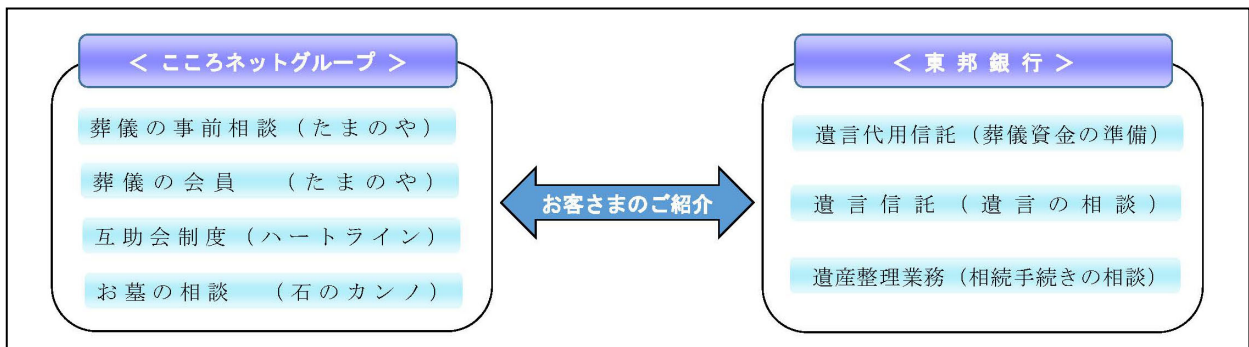 ＜ こころネットグループ ＞
葬儀の事前相談（たまのや）
葬儀の会員　（たまのや）
互助会制度（ハートライン）
お墓の相談　（石のカンノ）
お客さまのご紹介
＜ 東 邦 銀 行 ＞
遺言代用信託（葬儀資金の準備）
遺言信託（遺言の相談）
遺産整理業務（相続手続きの相談）